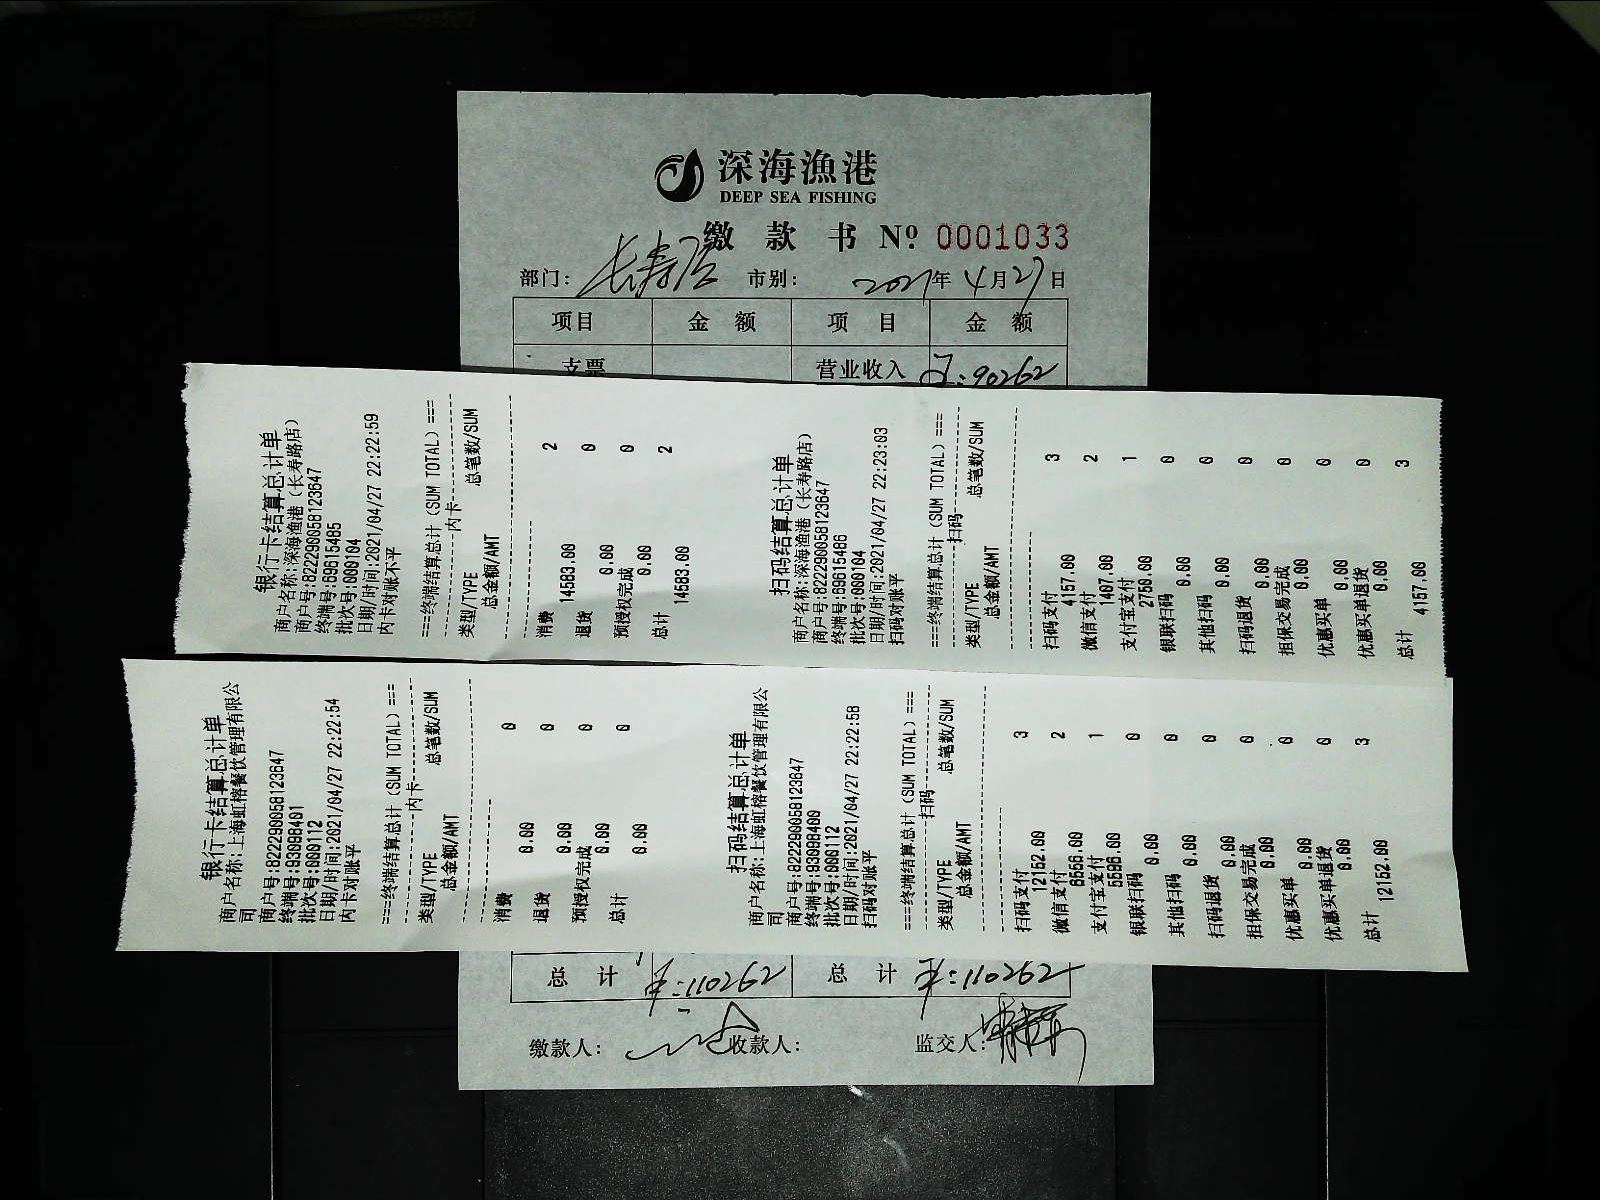 深海漁港
DEEP SEA FISHING
缴 款 书 Nº 0001033
部门: 长寿店 市别: 2021年 4月27日
项目 金 额 项 目 金 额
支票 营业收入 90262
银行卡结算总计单
商户名称:深海渔港（长寿路店）
商户号:822290058123647
终端号:69615485
批次号:000104
日期/时间:2021/04/27 22:22:59
内卡对账不平
===终端结算总计(SUM TOTAL)===
内卡
类型/TYPE 总笔数/SUM
总金额/AMT
消费 2
14583.00
退货 0
0.00
预授权完成 0
0.00
总计 2
14583.00
扫码结算总计单
商户名称:深海渔港（长寿路店）
商户号:822290058123647
终端号:69615486
批次号:000104
日期/时间:2021/04/27 22:23:03
扫码对账平
===终端结算总计(SUM TOTAL)===
扫码
类型/TYPE 总笔数/SUM
总金额/AMT
扫码支付 3
4157.00
微信支付 2
1407.00
支付宝支付 1
2750.00
银联扫码 0
0.00
其他扫码 0
0.00
扫码退货 0
0.00
担保交易完成 0
0.00
优惠买单 0
0.00
优惠买单退货 0
0.00
总计 3
4157.00
银行卡结算总计单
商户名称:上海虹榕餐饮管理有限公
司
商户号:822290058123647
终端号:93098401
批次号:000112
日期/时间:2021/04/27 22:22:54
内卡对账平
===终端结算总计(SUM TOTAL)===
内卡
类型/TYPE 总笔数/SUM
总金额/AMT
消费 0
0.00
退货 0
0.00
预授权完成 0
0.00
总计 0
0.00
扫码结算总计单
商户名称:上海虹榕餐饮管理有限公
司
商户号:822290058123647
终端号:93098400
批次号:000112
日期/时间:2021/04/27 22:22:58
扫码对账平
===终端结算总计(SUM TOTAL)===
扫码
类型/TYPE 总笔数/SUM
总金额/AMT
扫码支付 3
12152.00
微信支付 2
6556.00
支付宝支付 1
5596.00
银联扫码 0
0.00
其他扫码 0
0.00
扫码退货 0
0.00
担保交易完成 0
0.00
优惠买单 0
0.00
优惠买单退货 0
0.00
总计 3
12152.00
总 计 110262 总 计 110262
缴款人: 收款人: 监交人: